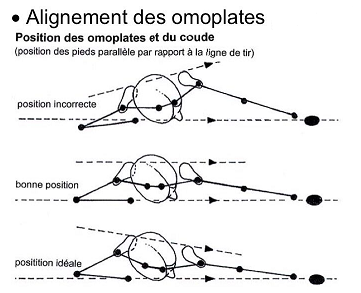 • Alignement des omoplates
Position des omoplates et du coude
(position des pieds parallèle par rapport à la ligne de tir)
position incorrecte
bonne position
positition idéale